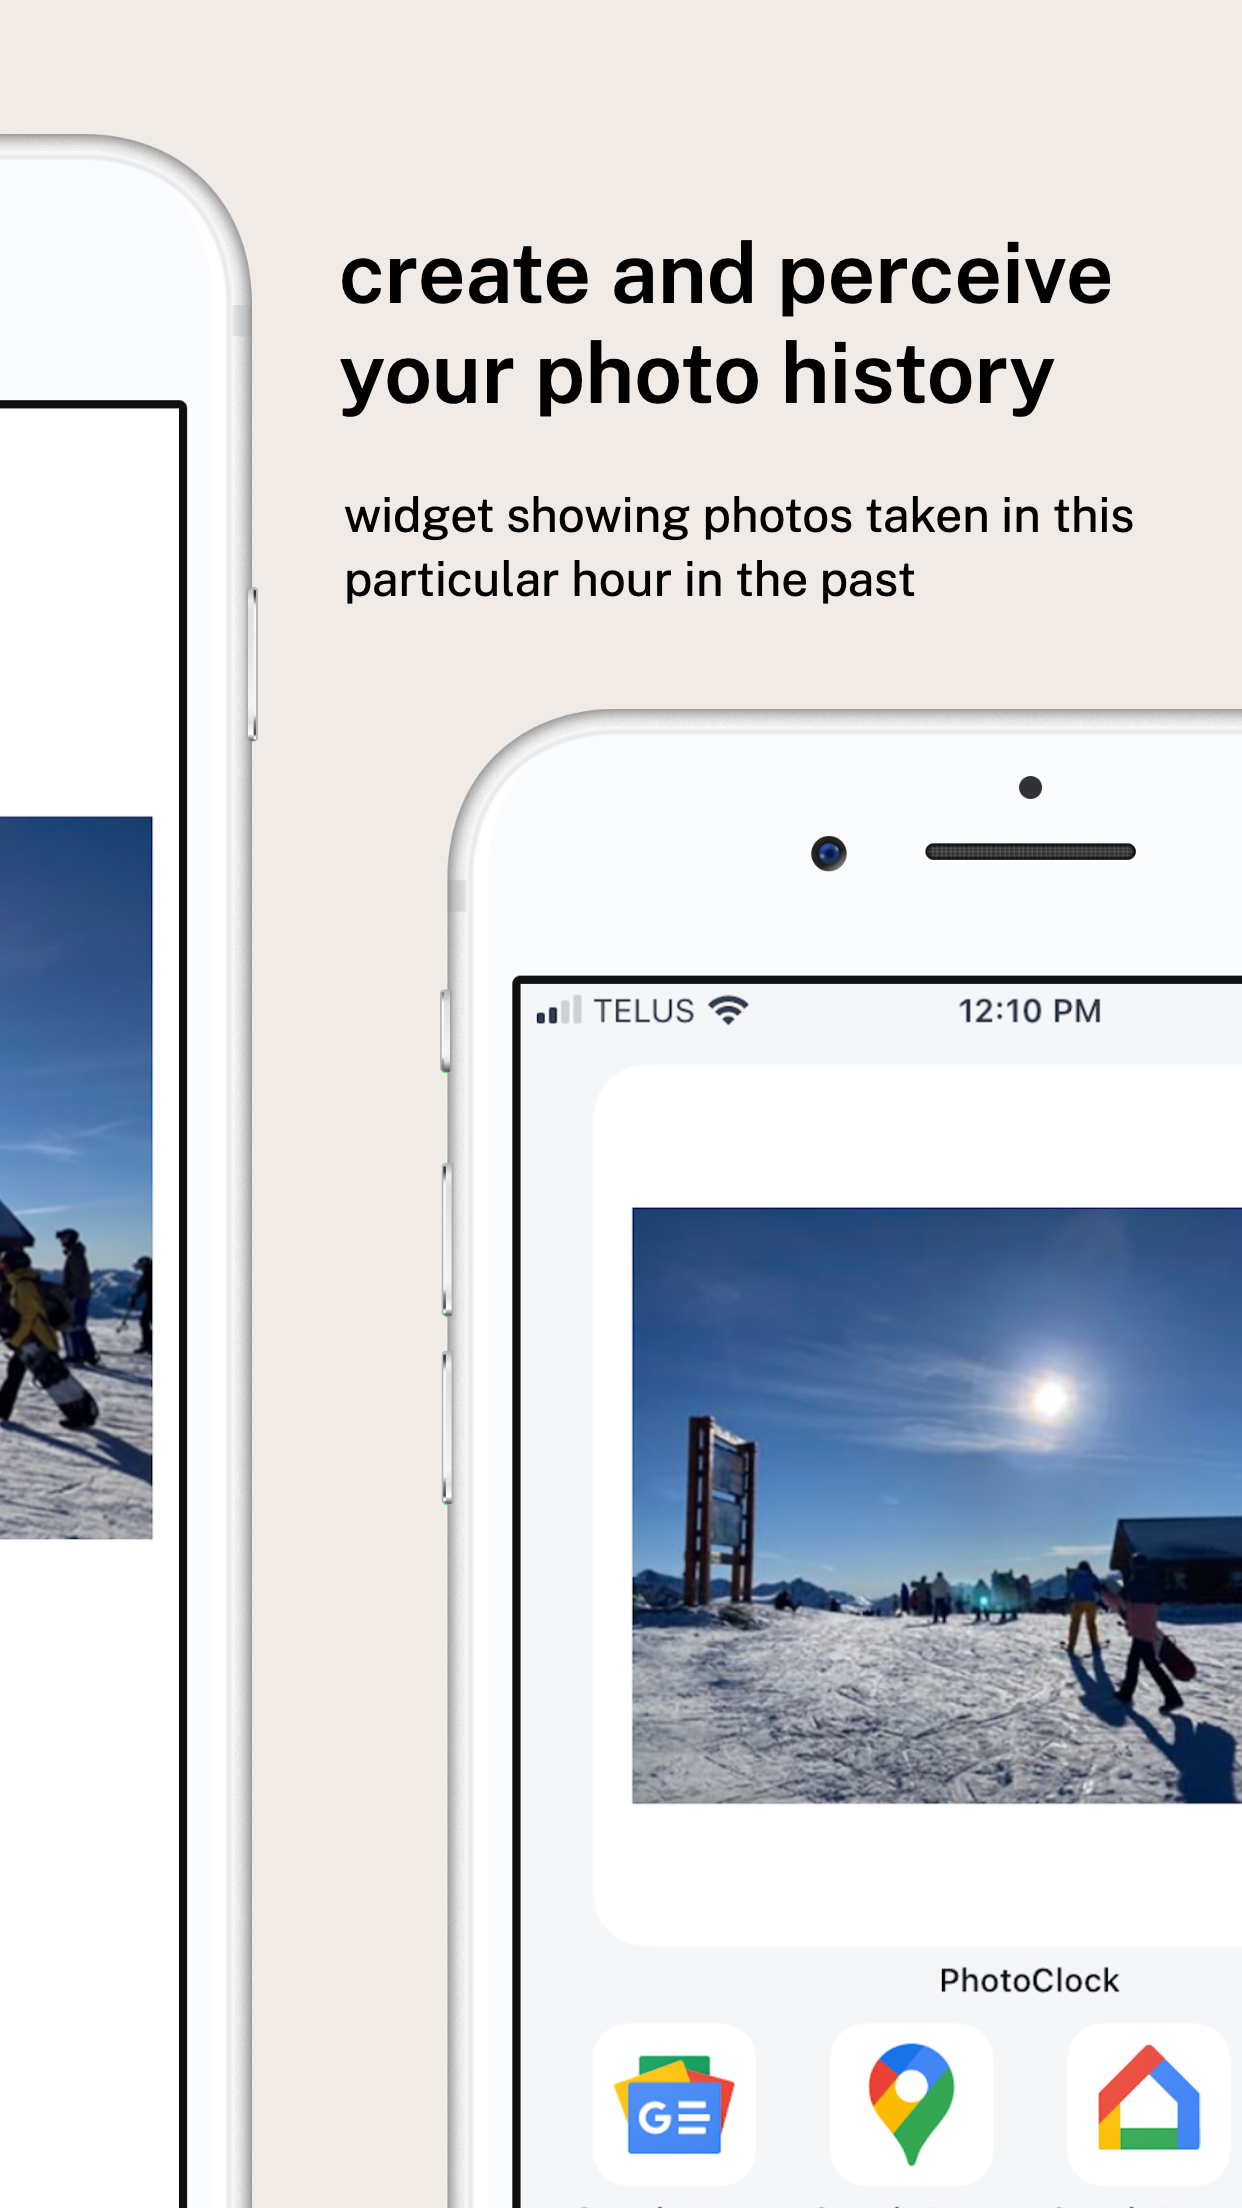 create and perceive
your photo history
widget showing photos taken in this
particular hour in the past
TELUS 12:10 PM
PhotoClock
GE